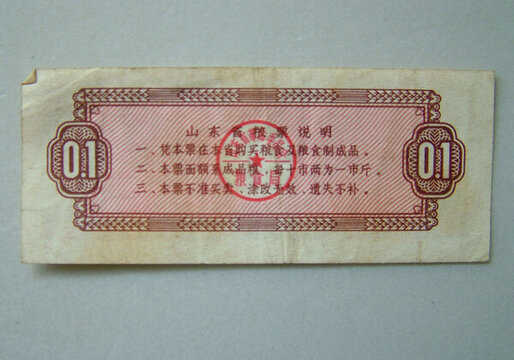 山东省粮票说明
一、凭本票在本省购买粮食及粮食制成品。
0.1
二、本票面额系成品粮，每十市两为一市斤。
0.1
三、本票不准买卖，涂改无效，遗失不补。